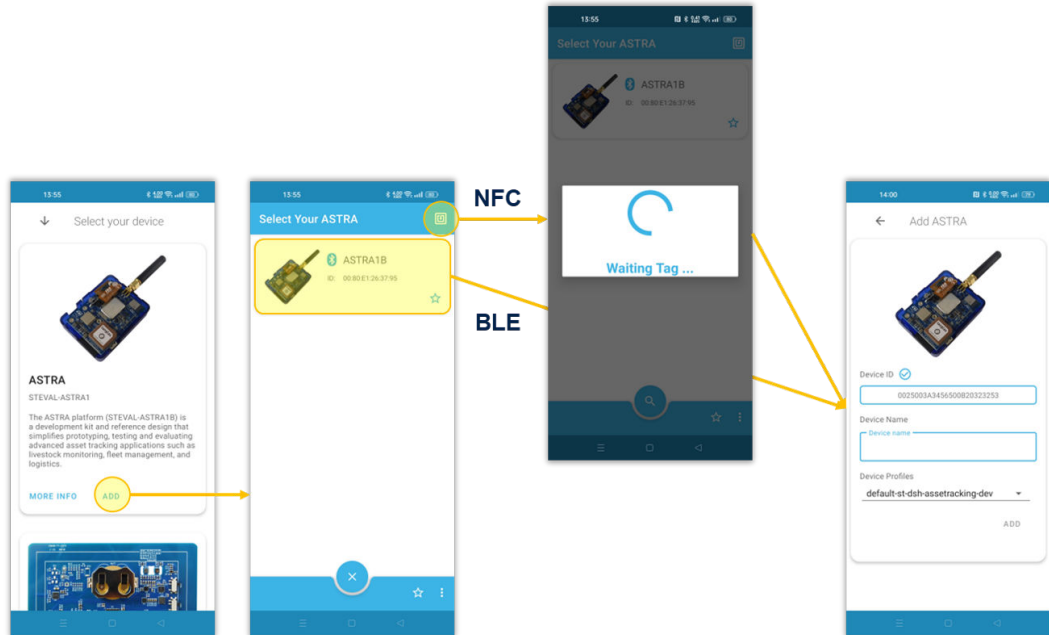 13:55
Select your device
ASTRA
STEVAL-ASTRA1
The ASTRA platform (STEVAL-ASTRA1B) is
a development kit and reference design that
simplifies prototyping, testing and evaluating
advanced asset tracking applications such as
livestock monitoring, fleet management, and
logistics.
MORE INFO ADD
13:55
Select Your ASTRA
ASTRA1B
ID: 00:80:E1:26:37:95
NFC
BLE
13:55
Select Your ASTRA
ASTRA1B
ID: 00:80:E1:26:37:95
Waiting Tag ...
14:00
Add ASTRA
Device ID
0025003A3456500820323253
Device Name
Device name
Device Profiles
default-st-dsh-assetracking-dev
ADD